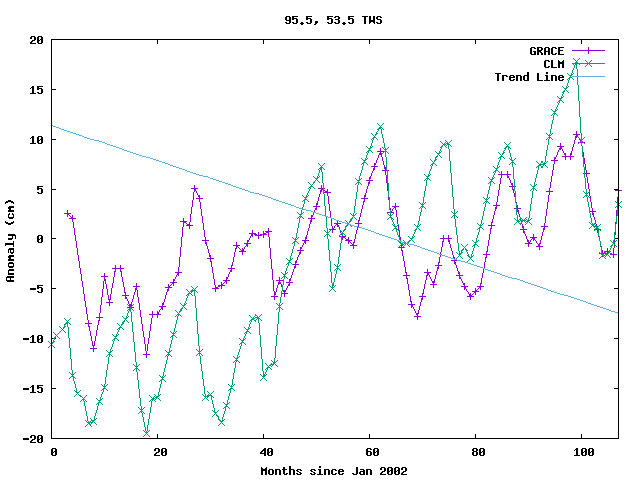 95.5, 53.5 TWS
GRACE
CLM
Trend Line
20
15
10
5
0
-5
-10
-15
-20
Anomaly (cm)
0 20 40 60 80 100
Months since Jan 2002